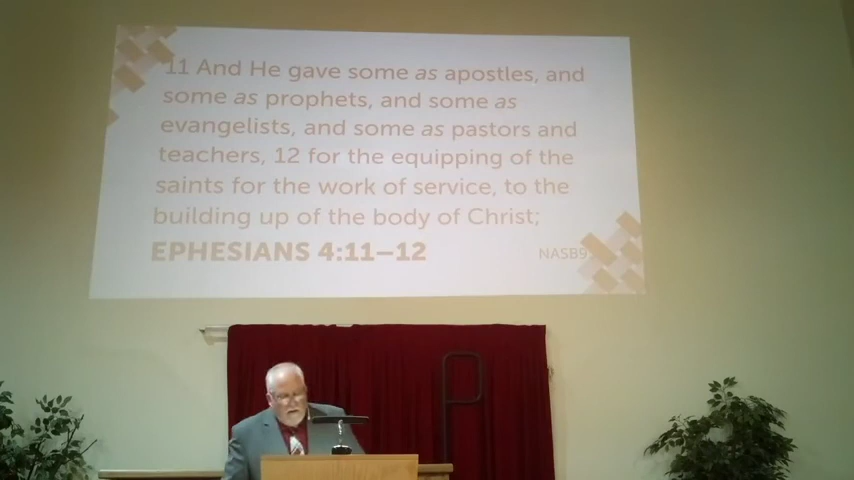 11 And He gave some as apostles, and
some as prophets, and some as
evangelists, and some as pastors and
teachers, 12 for the equipping of the
saints for the work of service, to the
building up of the body of Christ;
EPHESIANS 4:11–12